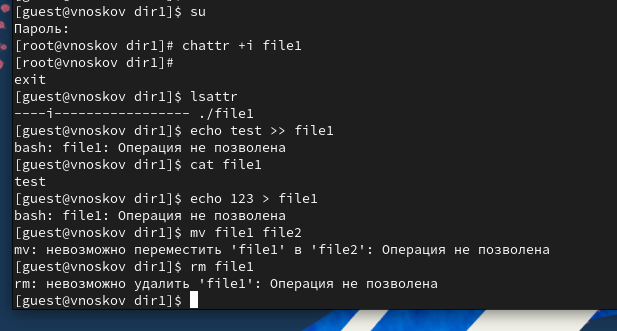 [guest@vnoskov dir1]$ su
Пароль:
[root@vnoskov dir1]# chattr +i file1
[root@vnoskov dir1]#
exit
[guest@vnoskov dir1]$ lsattr
----i----------------- ./file1
[guest@vnoskov dir1]$ echo test >> file1
bash: file1: Операция не позволена
[guest@vnoskov dir1]$ cat file1
test
[guest@vnoskov dir1]$ echo 123 > file1
bash: file1: Операция не позволена
[guest@vnoskov dir1]$ mv file1 file2
mv: невозможно переместить 'file1' в 'file2': Операция не позволена
[guest@vnoskov dir1]$ rm file1
rm: невозможно удалить 'file1': Операция не позволена
[guest@vnoskov dir1]$